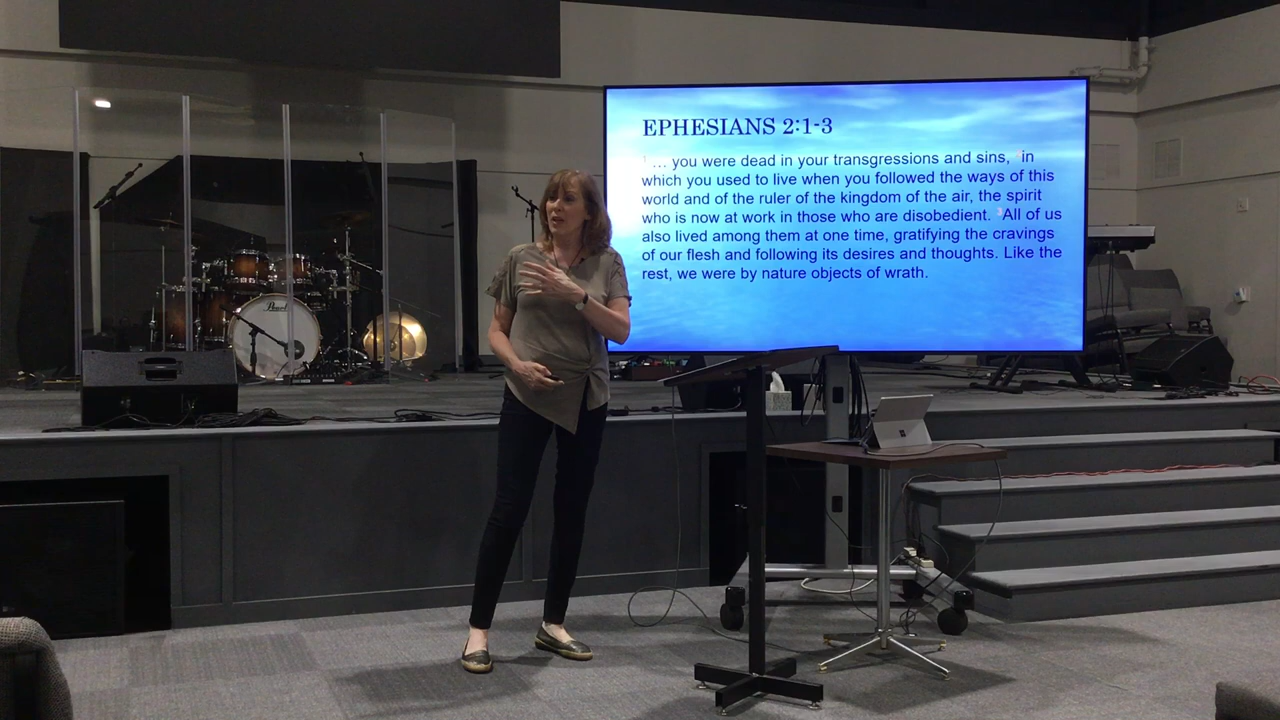 EPHESIANS 2:1-3
1 … you were dead in your transgressions and sins, 2 in
which you used to live when you followed the ways of this
world and of the ruler of the kingdom of the air, the spirit
who is now at work in those who are disobedient. 3 All of us
also lived among them at one time, gratifying the cravings
of our flesh and following its desires and thoughts. Like the
rest, we were by nature objects of wrath.
Pearl